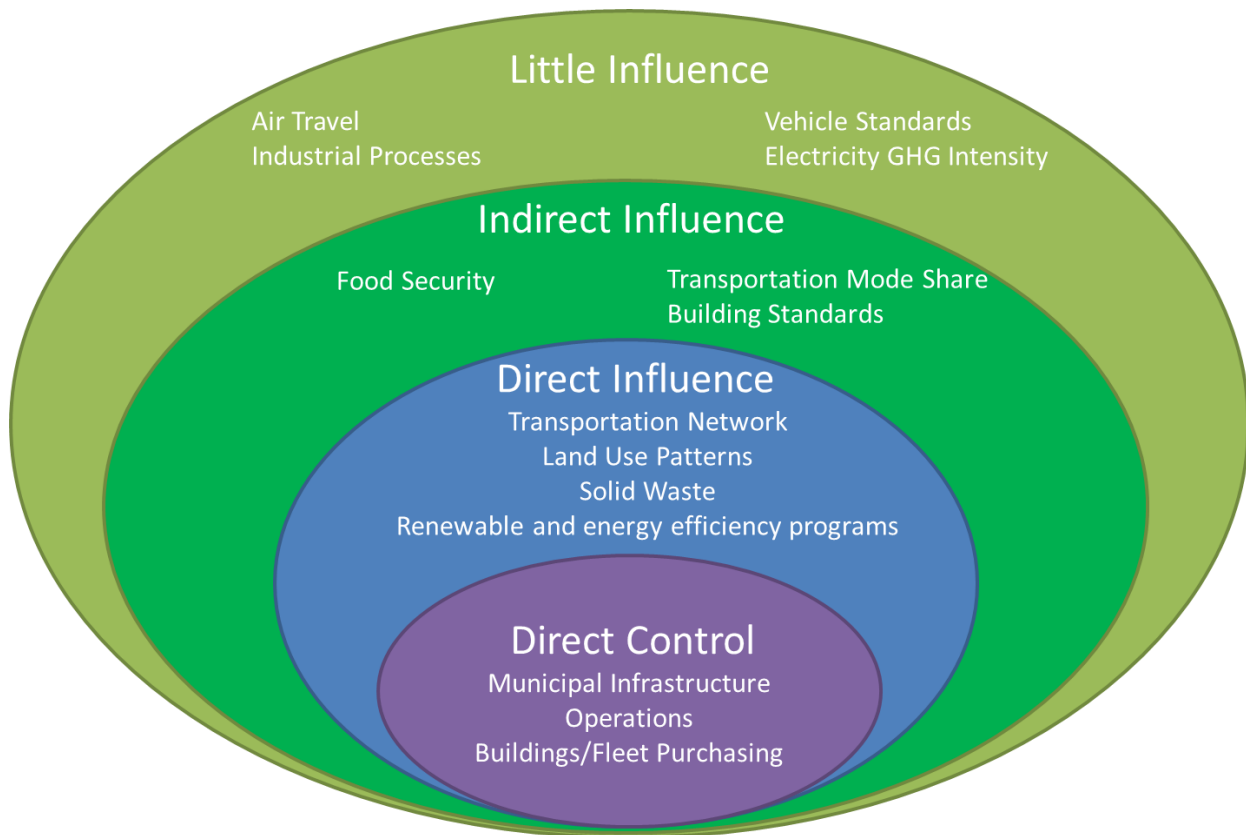 Little Influence
Air Travel
Industrial Processes
Vehicle Standards
Electricity GHG Intensity
Indirect Influence
Food Security
Transportation Mode Share
Building Standards
Direct Influence
Transportation Network
Land Use Patterns
Solid Waste
Renewable and energy efficiency programs
Direct Control
Municipal Infrastructure
Operations
Buildings/Fleet Purchasing